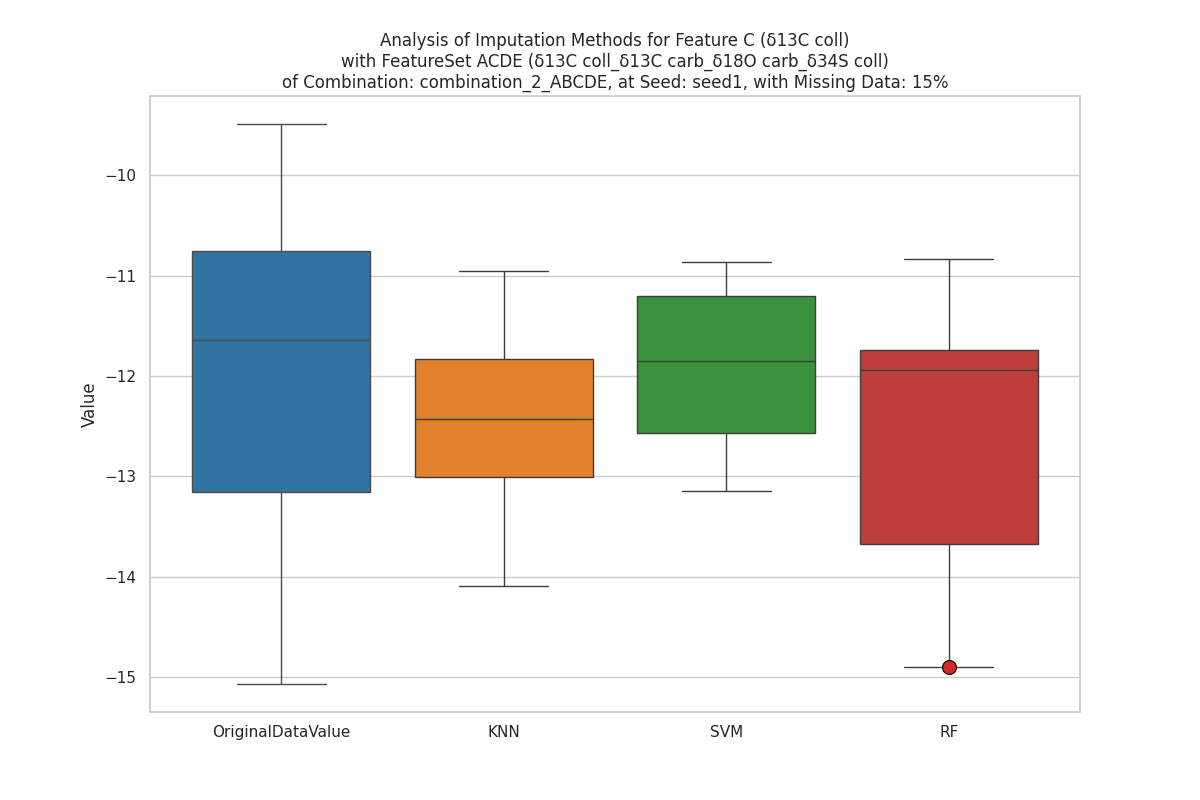 Analysis of Imputation Methods for Feature C (δ13C coll)
with FeatureSet ACDE (δ13C coll_δ13C carb_δ18O carb_δ34S coll)
of Combination: combination_2_ABCDE, at Seed: seed1, with Missing Data: 15%
Value
−10
−11
−12
−13
−14
−15
OriginalDataValue
KNN
SVM
RF